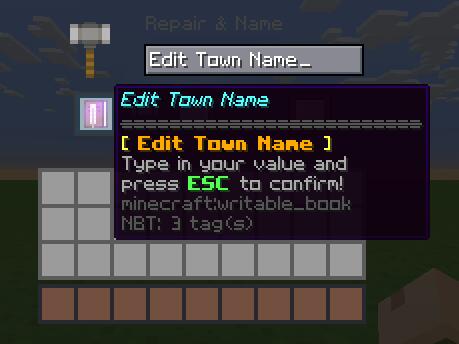 Repair & Name
Edit Town Name_
Edit Town Name
==============================
[ Edit Town Name ]
Type in your value and
press ESC to confirm!
minecraft:writable_book
NBT: 3 tag(s)